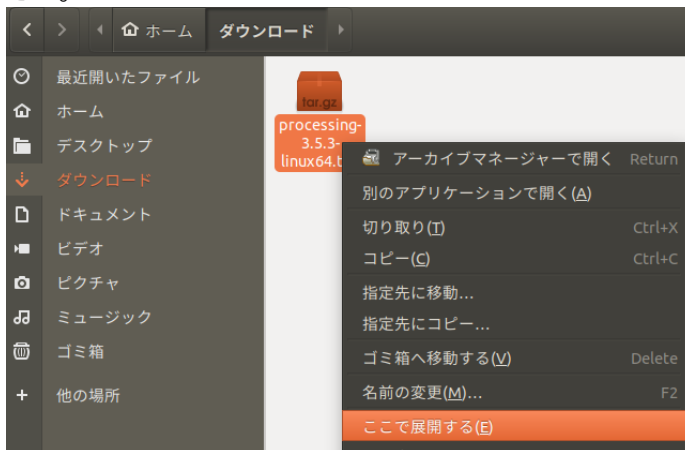 ホーム ダウンロード
最近開いたファイル
ホーム
デスクトップ
ダウンロード
ドキュメント
ビデオ
ピクチャ
ミュージック
ゴミ箱
他の場所
tar.gz
processing-
3.5.3-
linux64.t
アーカイブマネージャーで開く Return
別のアプリケーションで開く(A)
切り取り(T) Ctrl+X
コピー(C) Ctrl+C
指定先に移動...
指定先にコピー...
ゴミ箱へ移動する(V) Delete
名前の変更(M)... F2
ここで展開する(E)